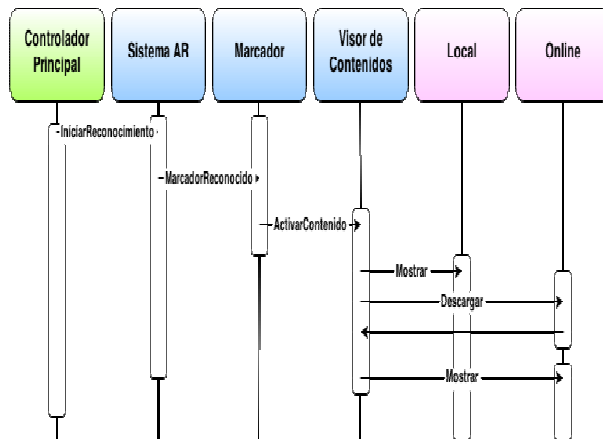 Controlador
Principal
Sistema AR
Marcador
Visor de
Contenidos
Local
Online
IniciarReconocimiento
MarcadorReconocido
ActivarContenido
Mostrar
Descargar
Mostrar